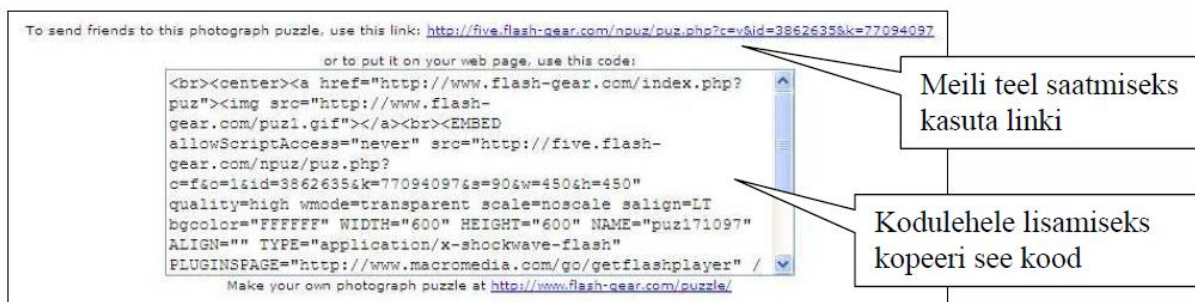 To send friends to this photograph puzzle, use this link: http://five.flash-gear.com/npuz/puz.php?c=v&id=3862635&k=77094097
or to put it on your web page, use this code:
<br><center><a href="http://www.flash-gear.com/index.php?
puz"><img src="http://www.flash-
gear.com/puz1.gif"></a><br><EMBED
allowScriptAccess="never" src="http://five.flash-
gear.com/npuz/puz.php?
c=f&o=1&id=3862635&k=77094097&s=90&w=450&h=450"
quality=high wmode=transparent scale=noscale salign=LT
bgcolor="FFFFFF" WIDTH="600" HEIGHT="600" NAME="puz171097"
ALIGN="" TYPE="application/x-shockwave-flash"
PLUGINSPAGE="http://www.macromedia.com/go/getflashplayer" /
Make your own photograph puzzle at http://www.flash-gear.com/puzzle/
Meili teel saatmiseks
kasuta linki
Kodulehele lisamiseks
kopeeri see kood